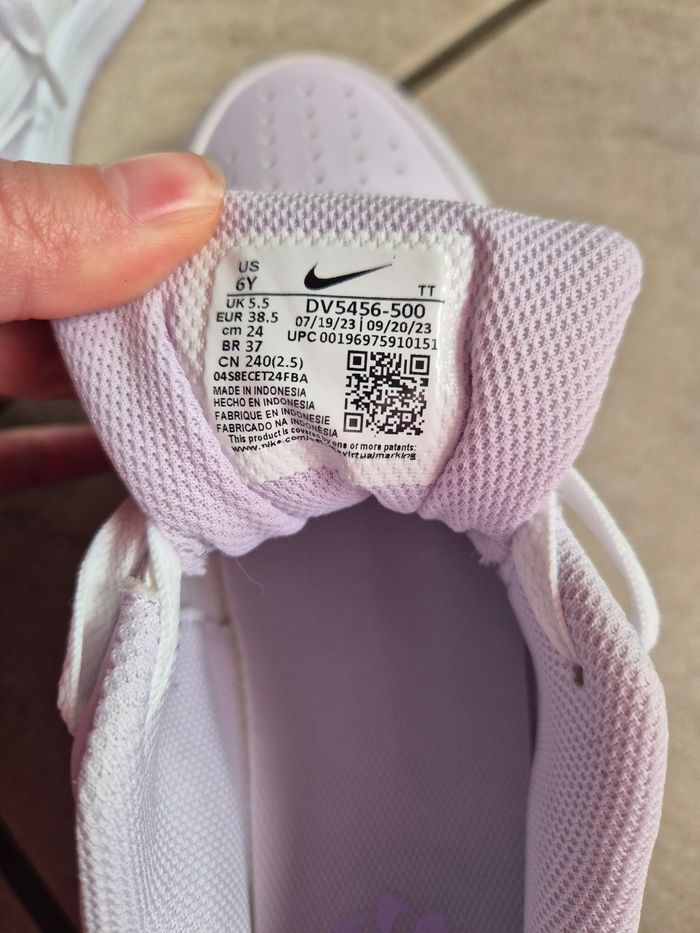 US
6Y
TT
UK 5.5
EUR 38.5
cm 24
BR 37
CN 240(2.5)
DV5456-500
07/19/23 | 09/20/23
UPC 00196975910151
04S8ECET24FBA
MADE IN INDONESIA
HECHO EN INDONESIA
FABRIQUE EN INDONESIE
FABRICADO NA INDONÉSIA
This product is covered by one or more patents: